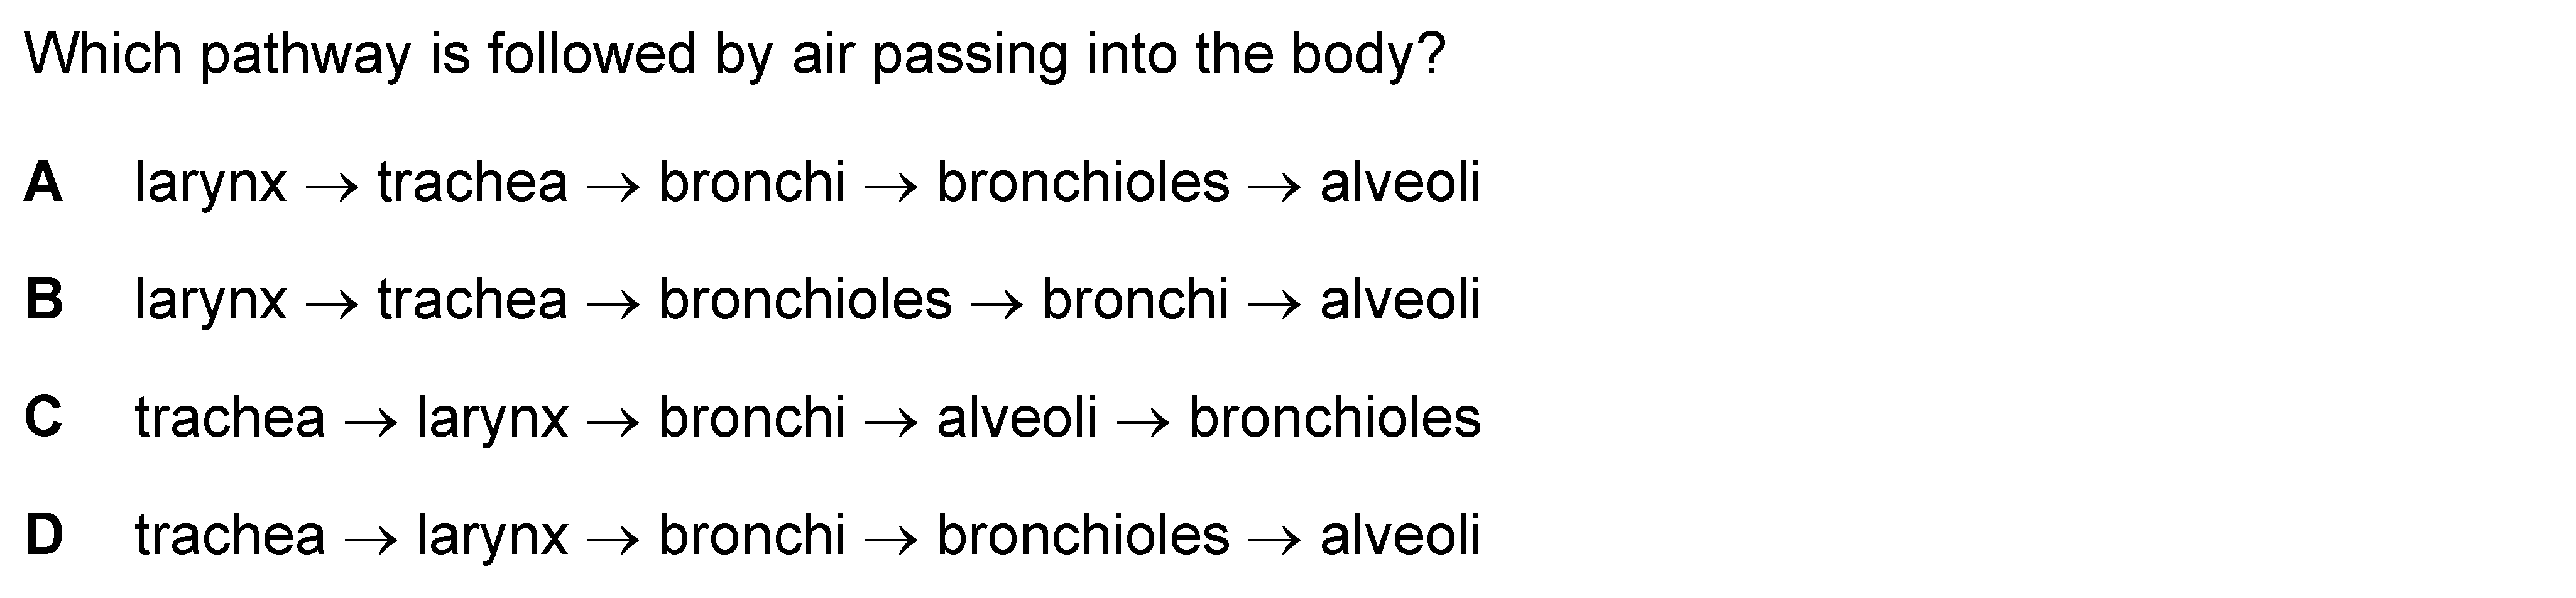 Which pathway is followed by air passing into the body?
A larynx → trachea → bronchi → bronchioles → alveoli
B larynx → trachea → bronchioles → bronchi → alveoli
C trachea → larynx → bronchi → alveoli → bronchioles
D trachea → larynx → bronchi → bronchioles → alveoli